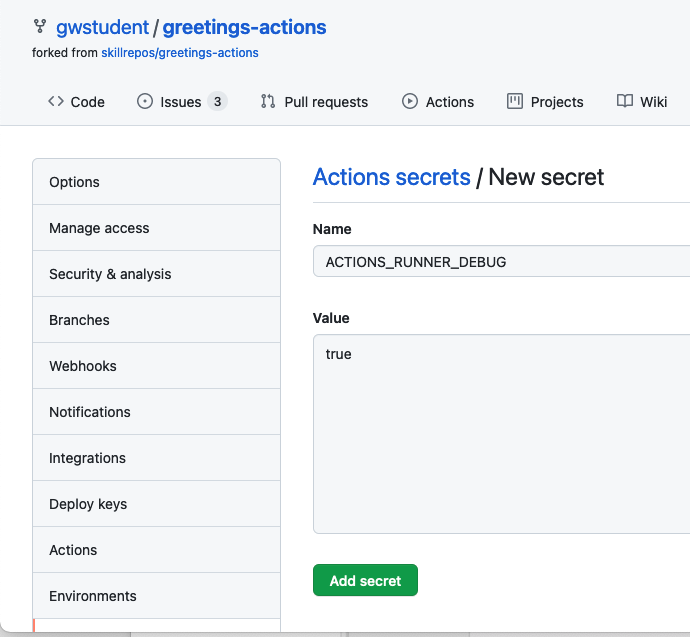 gwstudent / greetings-actions
forked from skillrepos/greetings-actions
Code Issues 3 Pull requests Actions Projects Wiki
Options
Manage access
Security & analysis
Branches
Webhooks
Notifications
Integrations
Deploy keys
Actions
Environments
Actions secrets / New secret
Name
ACTIONS_RUNNER_DEBUG
Value
true
Add secret